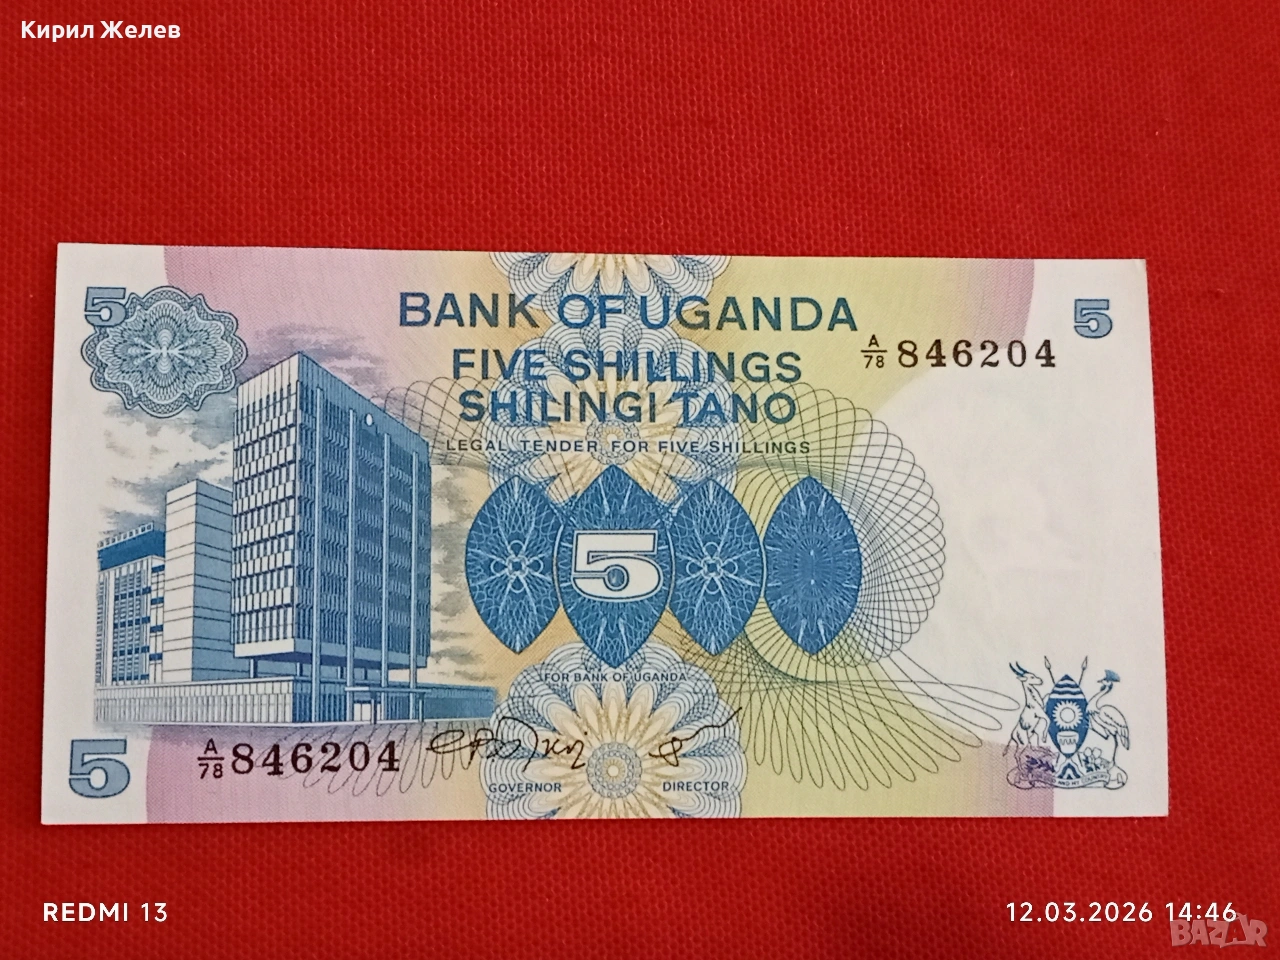 Кирил Желев
5
BANK OF UGANDA
5
FIVE SHILLINGS
A/78 846204
SHILINGI TANO
LEGAL TENDER FOR FIVE SHILLINGS
5
FOR BANK OF UGANDA
5
A/78 846204
GOVERNOR DIRECTOR
REDMI 13
12.03.2026 14:46
BAZAR